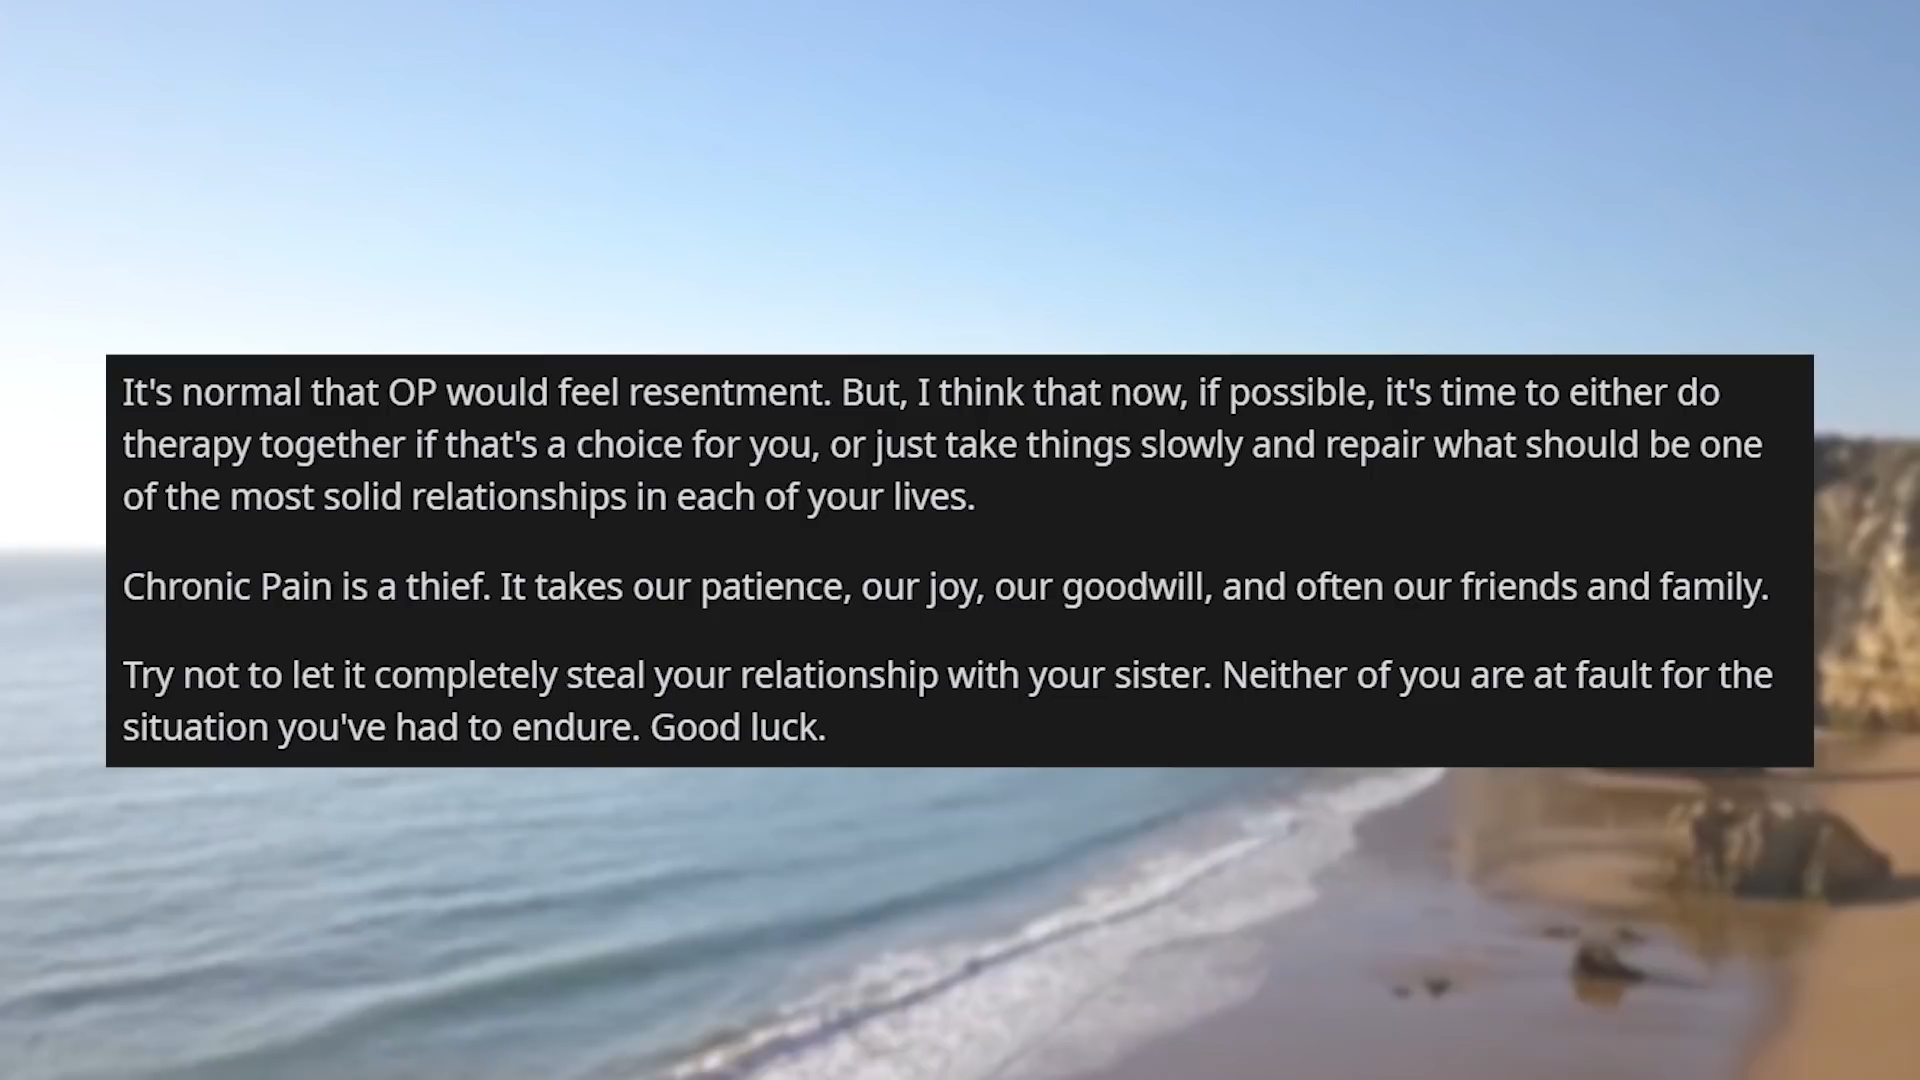 It's normal that OP would feel resentment. But, I think that now, if possible, it's time to either do
therapy together if that's a choice for you, or just take things slowly and repair what should be one
of the most solid relationships in each of your lives.
Chronic Pain is a thief. It takes our patience, our joy, our goodwill, and often our friends and family.
Try not to let it completely steal your relationship with your sister. Neither of you are at fault for the
situation you've had to endure. Good luck.